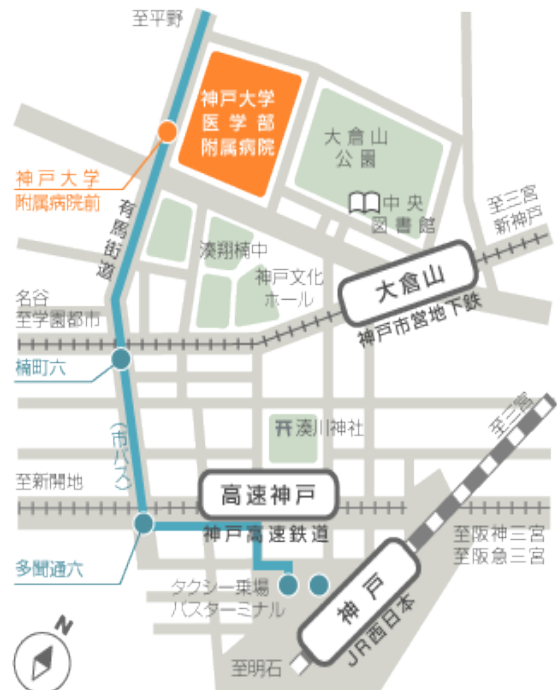 至平野
神戸大学
医学部
附属病院
大倉山
公園
神戸大学
附属病院前
中央
図書館
至三宮
新神戸
有馬街道
湊翔楠中
神戸文化
ホール
大倉山
神戸市営地下鉄
名谷
至学園都市
楠町六
湊川神社
至三宮
(市バス)
至新開地
高速神戸
神戸高速鉄道
至阪神三宮
至阪急三宮
多聞通六
タクシー乗場
バスターミナル
神戸
JR西日本
至明石
N